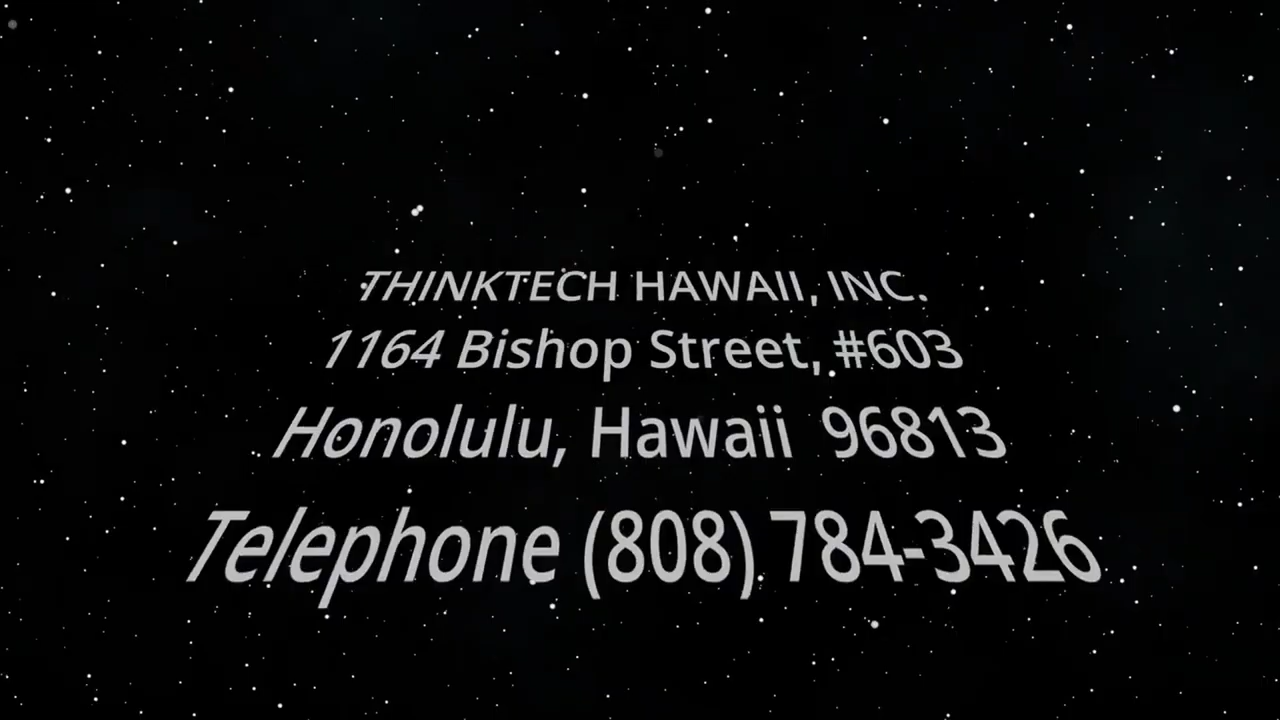 THINKTECH HAWAII, INC.
1164 Bishop Street, #603
Honolulu, Hawaii 96813
Telephone (808) 784-3426